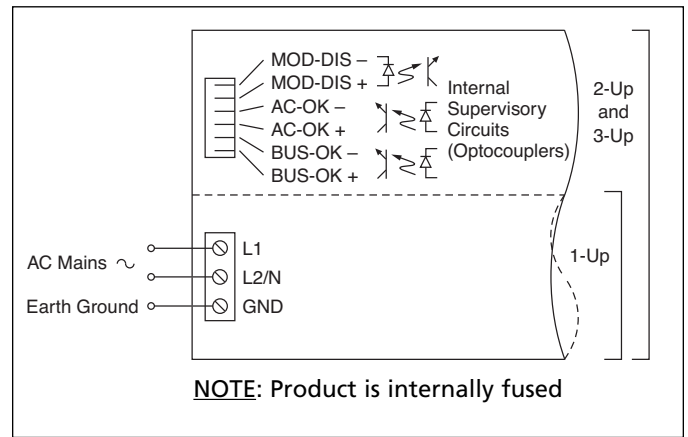 MOD-DIS –
MOD-DIS +
AC-OK –
AC-OK +
BUS-OK –
BUS-OK +
Internal
Supervisory
Circuits
(Optocouplers)
2-Up
and
3-Up
1-Up
AC Mains
Earth Ground
L1
L2/N
GND
NOTE: Product is internally fused